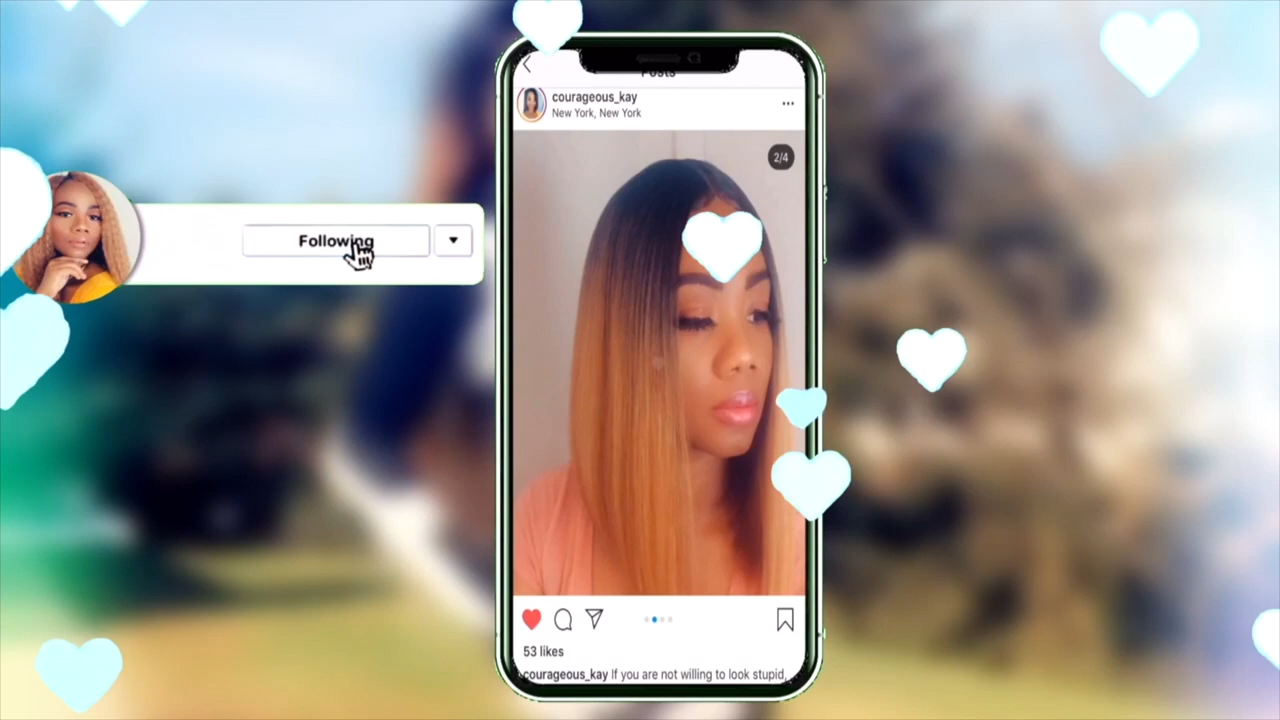 Posts
courageous_kay
New York, New York
2/4
Following
53 likes
courageous_kay If you are not willing to look stupid,